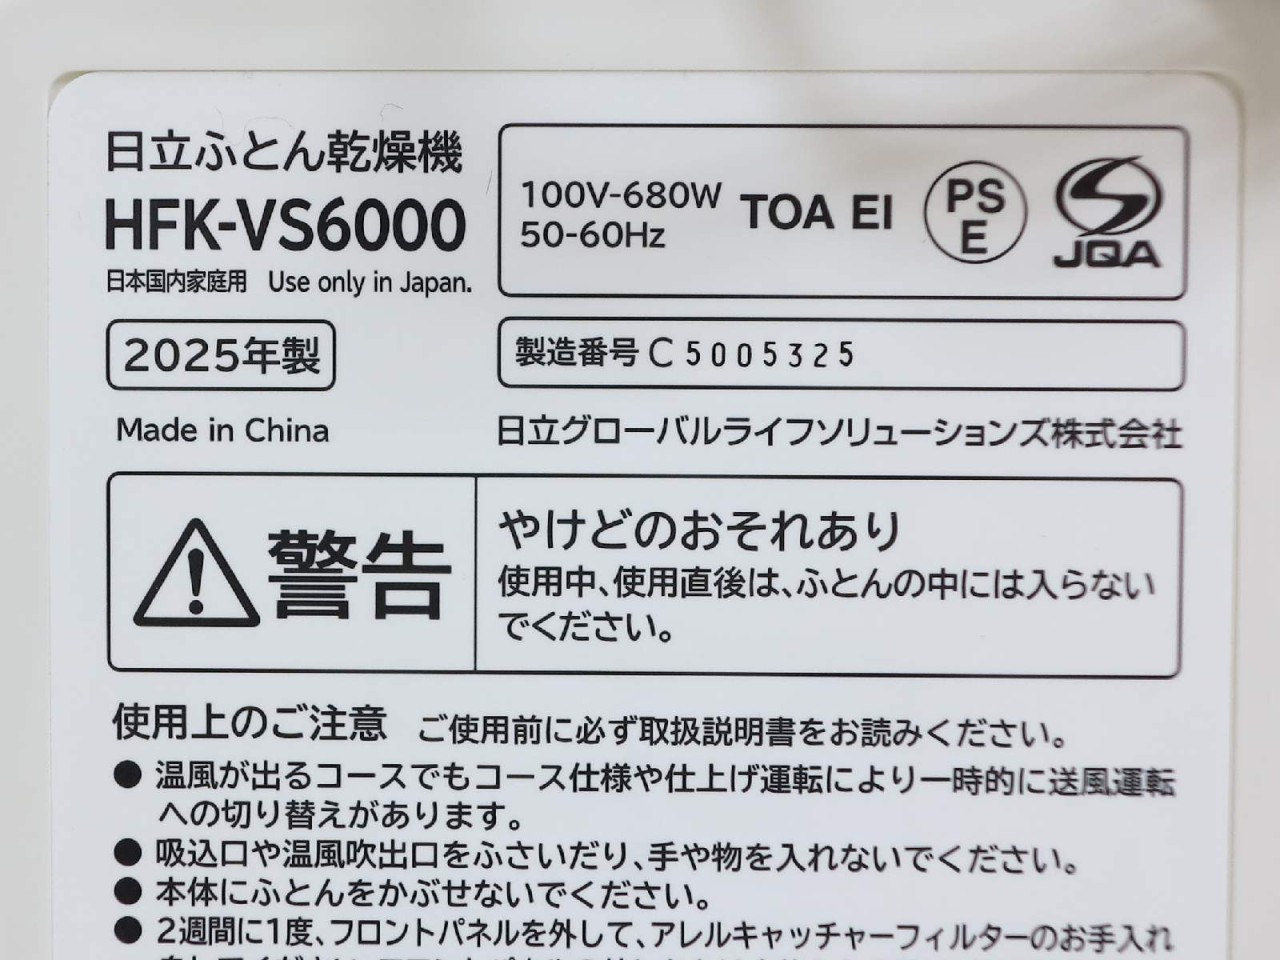 日立ふとん乾燥機
HFK-VS6000
日本国内家庭用 Use only in Japan.
100V-680W
50-60Hz
TOA EI
PS
E
JQA
2025年製
製造番号 C 5005325
Made in China
日立グローバルライフソリューションズ株式会社
警告
やけどのおそれあり
使用中、使用直後は、ふとんの中には入らない
でください。
使用上のご注意 ご使用前に必ず取扱説明書をお読みください。
● 温風が出るコースでもコース仕様や仕上げ運転により一時的に送風運転
への切り替えがあります。
● 吸込口や温風吹出口をふさいだり、手や物を入れないでください。
● 本体にふとんをかぶせないでください。
● 2週間に1度、フロントパネルを外して、アレルキャッチャーフィルターのお手入れ